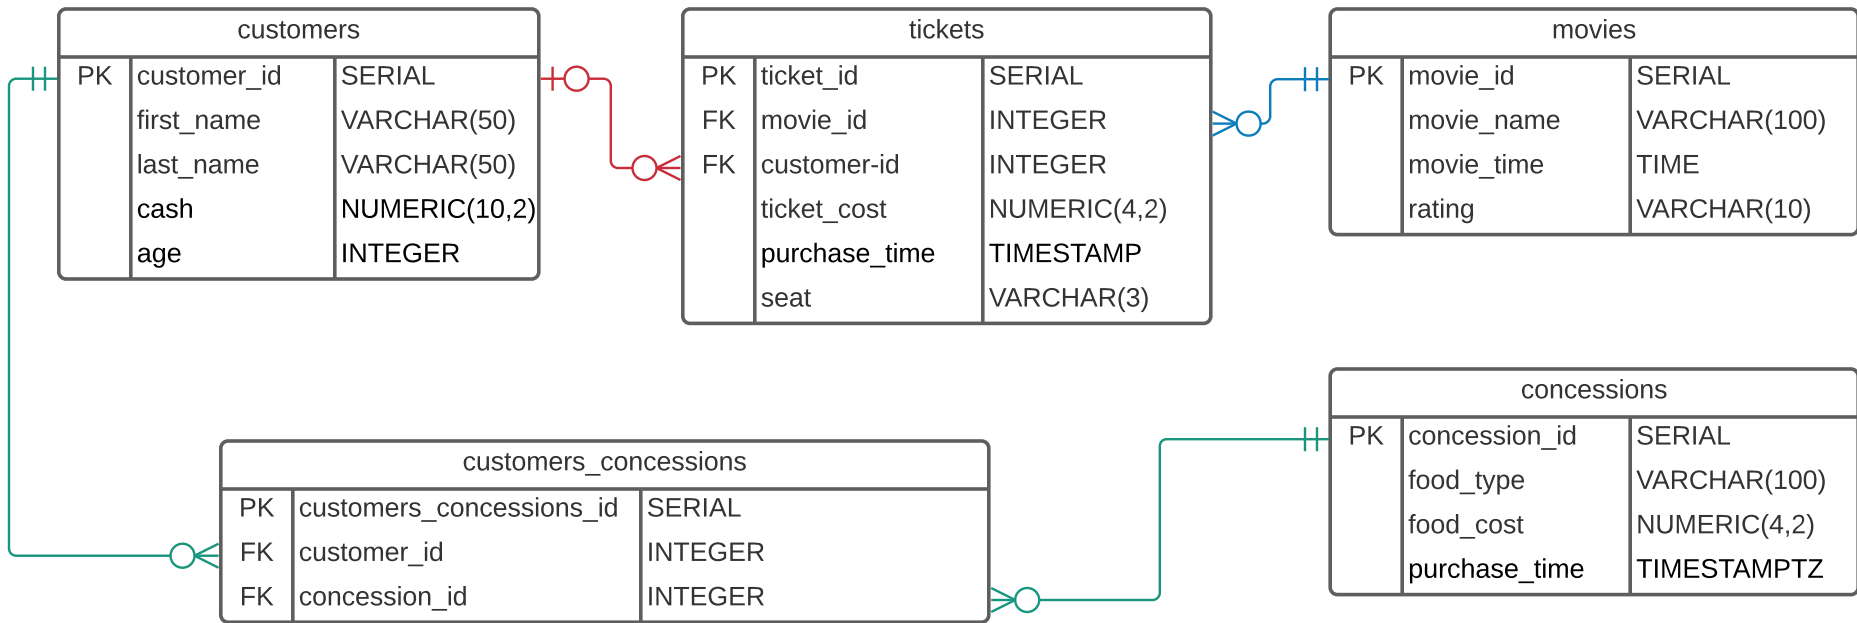 customers
PK customer_id SERIAL
first_name VARCHAR(50)
last_name VARCHAR(50)
cash NUMERIC(10,2)
age INTEGER
tickets
PK ticket_id SERIAL
FK movie_id INTEGER
FK customer-id INTEGER
ticket_cost NUMERIC(4,2)
purchase_time TIMESTAMP
seat VARCHAR(3)
movies
PK movie_id SERIAL
movie_name VARCHAR(100)
movie_time TIME
rating VARCHAR(10)
customers_concessions
PK customers_concessions_id SERIAL
FK customer_id INTEGER
FK concession_id INTEGER
concessions
PK concession_id SERIAL
food_type VARCHAR(100)
food_cost NUMERIC(4,2)
purchase_time TIMESTAMPTZ